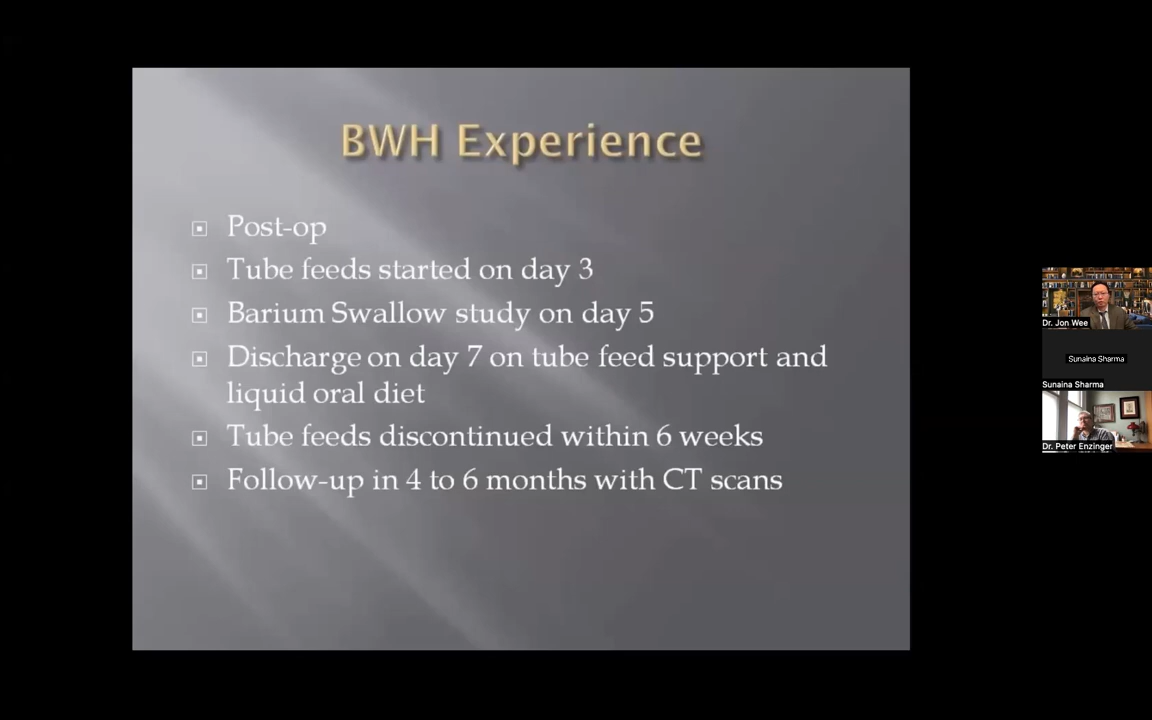 BWH Experience
Post-op
Tube feeds started on day 3
Barium Swallow study on day 5
Discharge on day 7 on tube feed support and
liquid oral diet
Tube feeds discontinued within 6 weeks
Follow-up in 4 to 6 months with CT scans
Dr. Jon Wee
Sunaina Sharma
Sunaina Sharma
Dr. Peter Enzinger